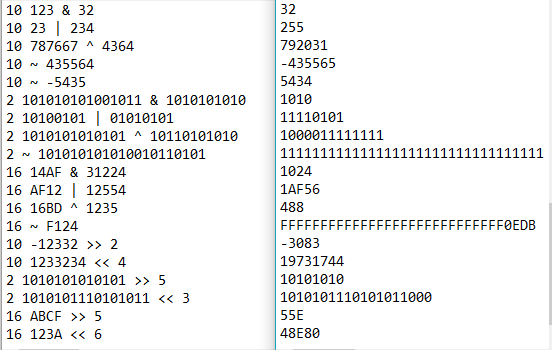 10 123 & 32
10 23 | 234
10 787667 ^ 4364
10 ~ 435564
10 ~ -5435
2 101010101001011 & 1010101010
2 10100101 | 01010101
2 1010101010101 ^ 10110101010
2 ~ 101010101010010110101
16 14AF & 31224
16 AF12 | 12554
16 16BD ^ 1235
16 ~ F124
10 -12332 >> 2
10 1233234 << 4
2 1010101010101 >> 5
2 1010101110101011 << 3
16 ABCF >> 5
16 123A << 6
32
255
792031
-435565
5434
1010
11110101
1000011111111
111111111111111111111111111111111
1024
1AF56
488
FFFFFFFFFFFFFFFFFFFFFFFFFFFF0EDB
-3083
19731744
10101010
1010101110101011000
55E
48E80